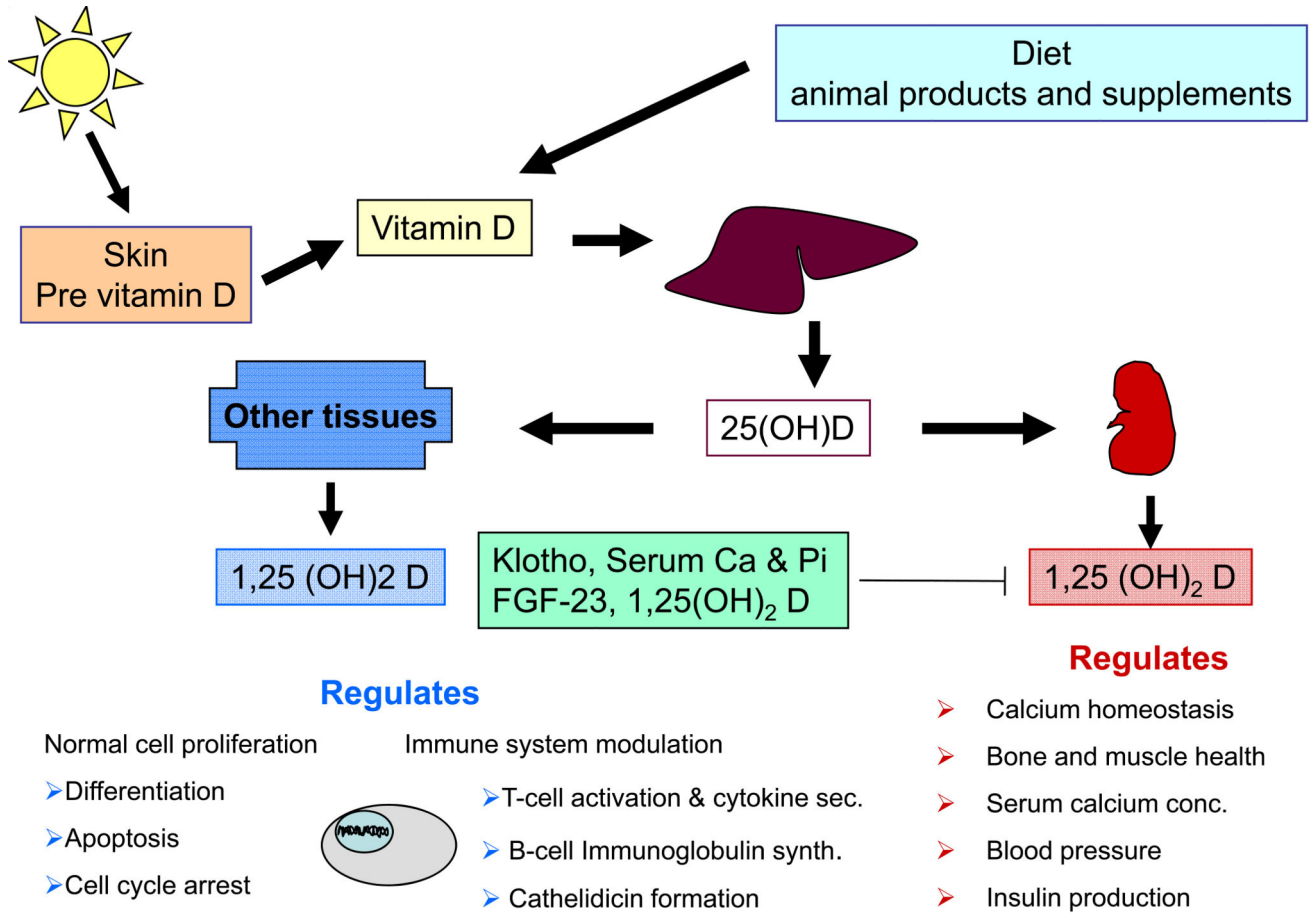 Diet
animal products and supplements
Vitamin D
Skin
Pre vitamin D
Other tissues
25(OH)D
1,25 (OH)2 D
Klotho, Serum Ca & Pi
FGF-23, 1,25(OH)₂ D
1,25 (OH)₂ D
Regulates
Normal cell proliferation
➢Differentiation
➢Apoptosis
➢Cell cycle arrest
Immune system modulation
➢T-cell activation & cytokine sec.
➢ B-cell Immunoglobulin synth.
➢ Cathelidicin formation
Regulates
➢ Calcium homeostasis
➢ Bone and muscle health
➢ Serum calcium conc.
➢ Blood pressure
➢ Insulin production